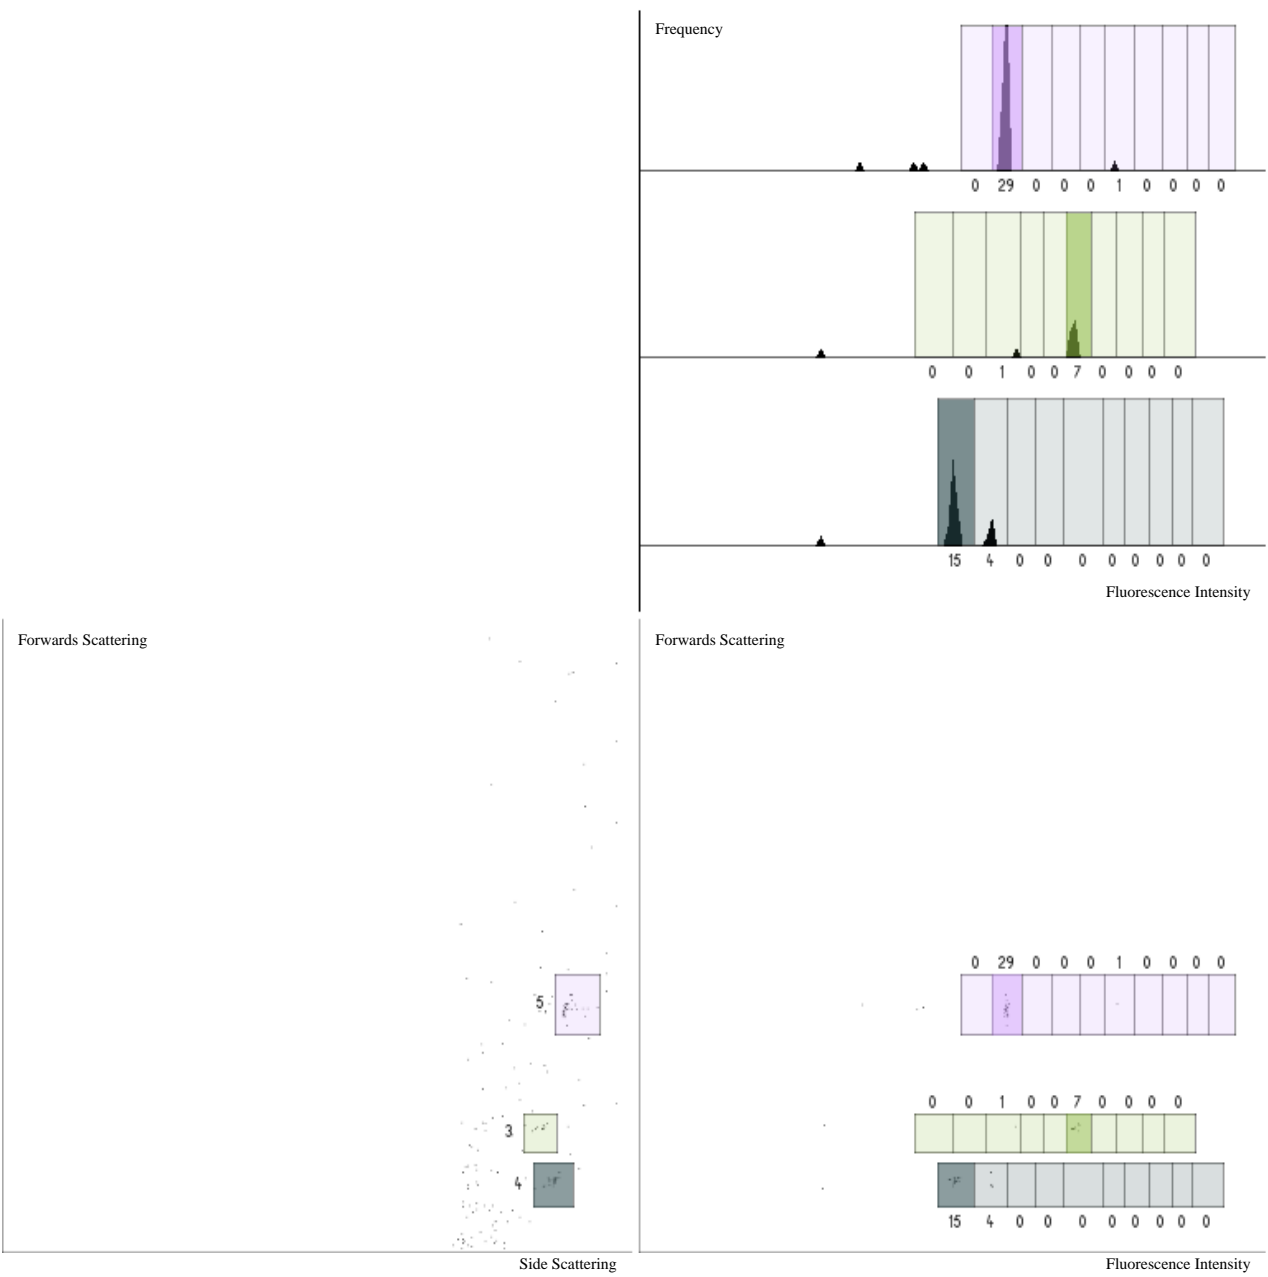 Frequency
0 29 0 0 0 1 0 0 0 0
0 0 1 0 0 7 0 0 0 0
15 4 0 0 0 0 0 0 0 0
Fluorescence Intensity
Forwards Scattering
5
3
4
Side Scattering
Forwards Scattering
0 29 0 0 0 1 0 0 0 0
0 0 1 0 0 7 0 0 0 0
15 4 0 0 0 0 0 0 0 0
Fluorescence Intensity